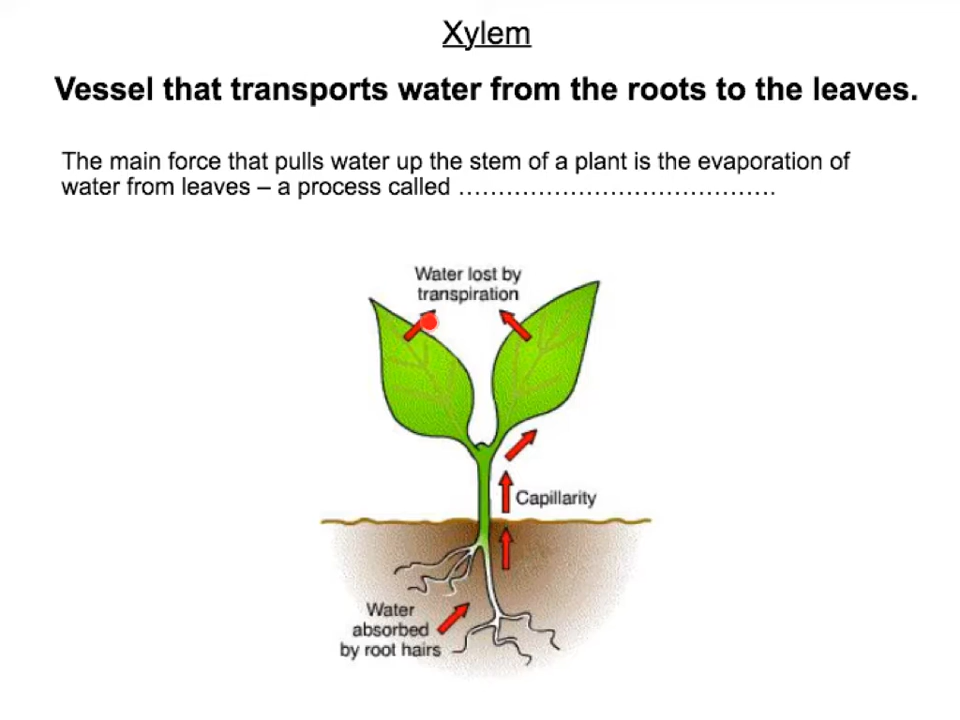 Xylem
Vessel that transports water from the roots to the leaves.
The main force that pulls water up the stem of a plant is the evaporation of
water from leaves – a process called ………………………………….
Water lost by
transpiration
Capillarity
Water
absorbed
by root hairs